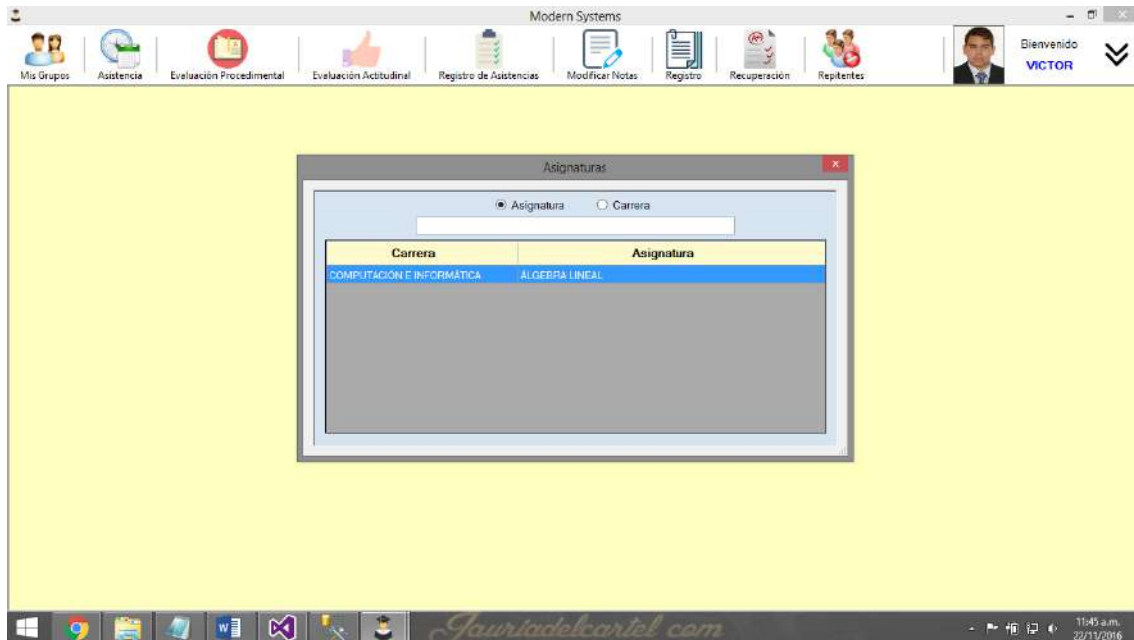 Modern Systems
Mis Grupos
Asistencia
Evaluación Procedimental
Evaluación Actitudinal
Registro de Asistencias
Modificar Notas
Registro
Recuperación
Repitentes
Bienvenido
VICTOR
Asignaturas
Asignatura Carrera
Carrera Asignatura
COMPUTACIÓN E INFORMÁTICA ÁLGEBRA LINEAL
Jauriadelcartel.com
11:45 a.m.
22/11/2016